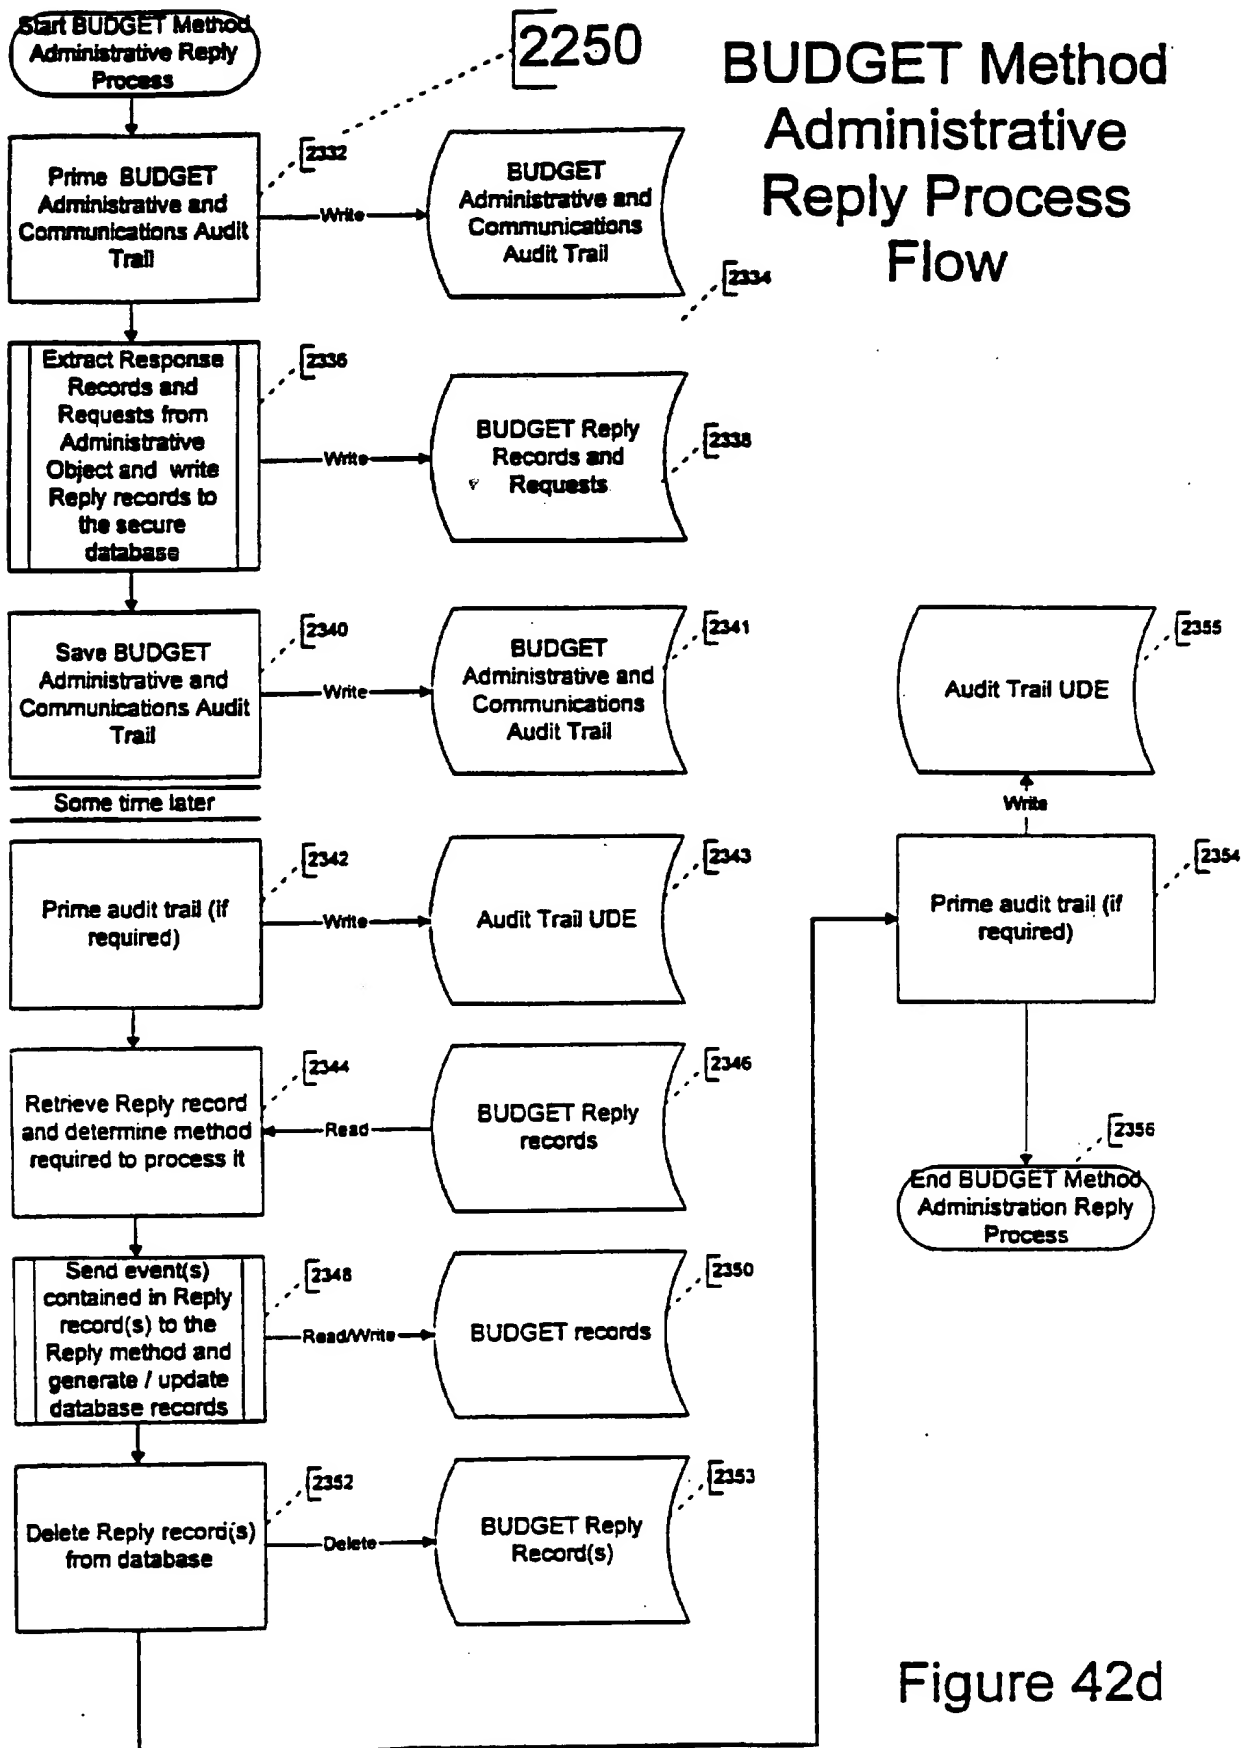 Start BUDGET Method
Administrative Reply
Process
2250
BUDGET Method
Administrative
Reply Process
Flow
2332
Prime BUDGET
Administrative and
Communications Audit
Trail
Write
BUDGET
Administrative and
Communications
Audit Trail
2334
2336
Extract Response
Records and
Requests from
Administrative
Object and write
Reply records to
the secure
database
Write
BUDGET Reply
Records and
Requests
2338
2340
Save BUDGET
Administrative and
Communications Audit
Trail
Write
BUDGET
Administrative and
Communications
Audit Trail
2341
Audit Trail UDE
2355
Some time later
Write
2342
Prime audit trail (if
required)
Write
Audit Trail UDE
2343
Prime audit trail (if
required)
2354
2344
Retrieve Reply record
and determine method
required to process it
Read
BUDGET Reply
records
2346
2356
End BUDGET Method
Administration Reply
Process
2348
Send event(s)
contained in Reply
record(s) to the
Reply method and
generate / update
database records
Read/Write
BUDGET records
2350
2352
Delete Reply record(s)
from database
Delete
BUDGET Reply
Record(s)
2353
Figure 42d